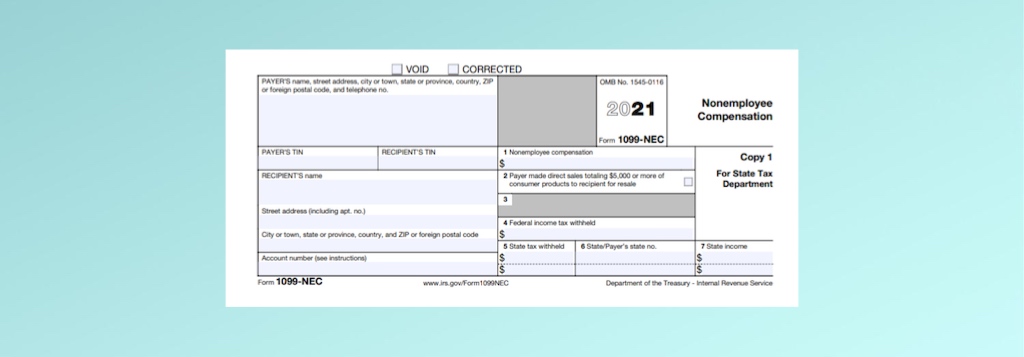 VOID CORRECTED
PAYER'S name, street address, city or town, state or province, country, ZIP
or foreign postal code, and telephone no.
OMB No. 1545-0116
2021
Form 1099-NEC
Nonemployee
Compensation
PAYER'S TIN
RECIPIENT'S TIN
1 Nonemployee compensation
$
Copy 1
For State Tax
Department
RECIPIENT'S name
2 Payer made direct sales totaling $5,000 or more of
consumer products to recipient for resale
3
Street address (including apt. no.)
4 Federal income tax withheld
$
City or town, state or province, country, and ZIP or foreign postal code
5 State tax withheld
$
$
6 State/Payer's state no.
7 State income
$
$
Account number (see instructions)
Form 1099-NEC
www.irs.gov/Form1099NEC
Department of the Treasury - Internal Revenue Service